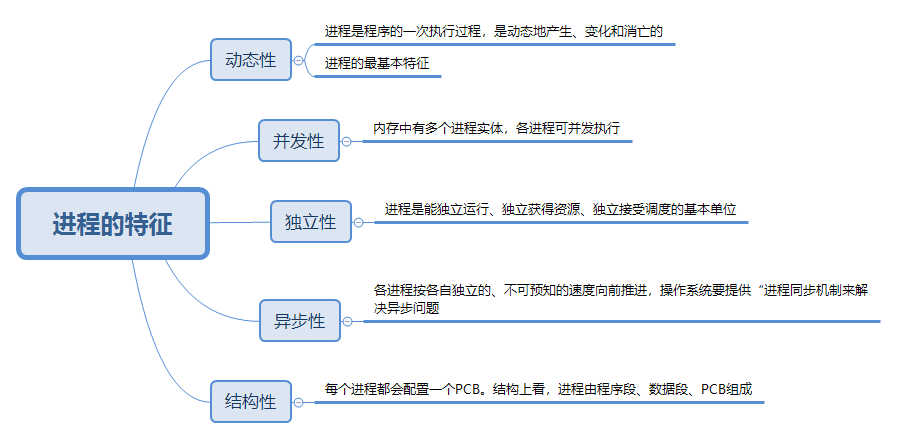 进程的特征
动态性
进程是程序的一次执行过程，是动态地产生、变化和消亡的
进程的最基本特征
并发性
内存中有多个进程实体，各进程可并发执行
独立性
进程是能独立运行、独立获得资源、独立接受调度的基本单位
异步性
各进程按各自独立的、不可预知的速度向前推进，操作系统要提供“进程同步机制来解
决异步问题
结构性
每个进程都会配置一个PCB。结构上看，进程由程序段、数据段、PCB组成